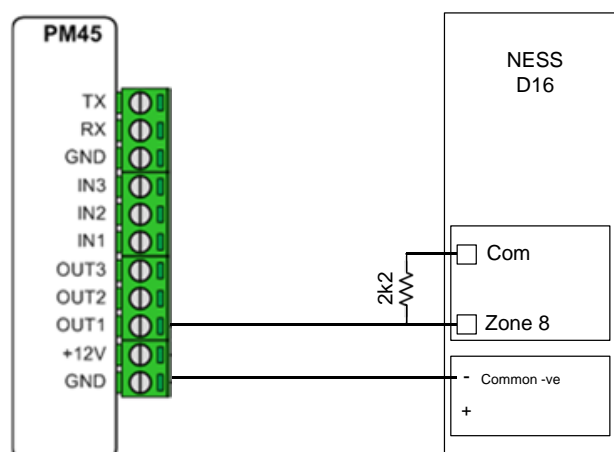 PM45
TX
RX
GND
IN3
IN2
IN1
OUT3
OUT2
OUT1
+12V
GND
2k2
NESS
D16
Com
Zone 8
- Common -ve
+